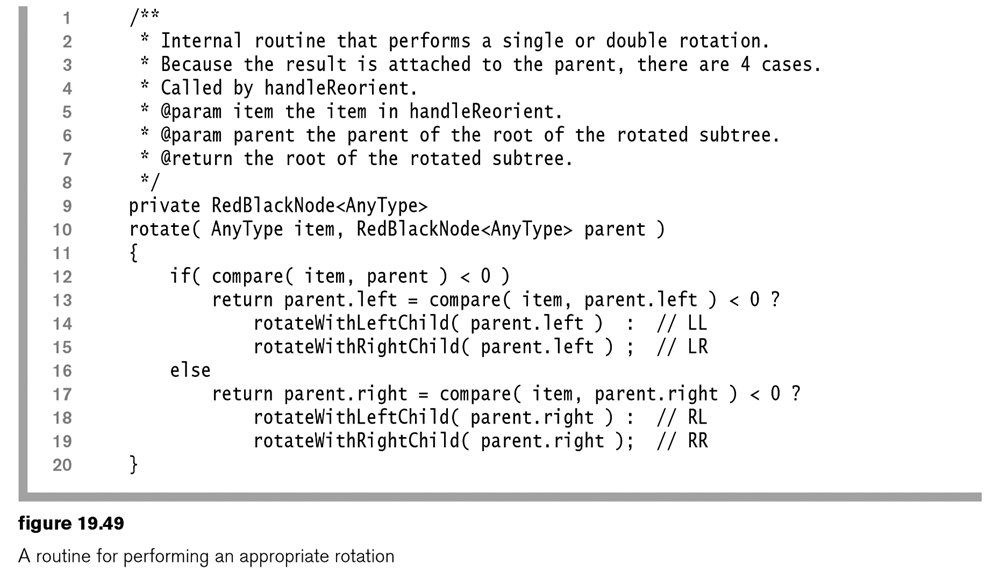 1 /**
2 * Internal routine that performs a single or double rotation.
3 * Because the result is attached to the parent, there are 4 cases.
4 * Called by handleReorient.
5 * @param item the item in handleReorient.
6 * @param parent the parent of the root of the rotated subtree.
7 * @return the root of the rotated subtree.
8 */
9 private RedBlackNode<AnyType>
10 rotate( AnyType item, RedBlackNode<AnyType> parent )
11 {
12 if( compare( item, parent ) < 0 )
13 return parent.left = compare( item, parent.left ) < 0 ?
14 rotateWithLeftChild( parent.left ) : // LL
15 rotateWithRightChild( parent.left ) ; // LR
16 else
17 return parent.right = compare( item, parent.right ) < 0 ?
18 rotateWithLeftChild( parent.right ) : // RL
19 rotateWithRightChild( parent.right ); // RR
20 }
figure 19.49
A routine for performing an appropriate rotation